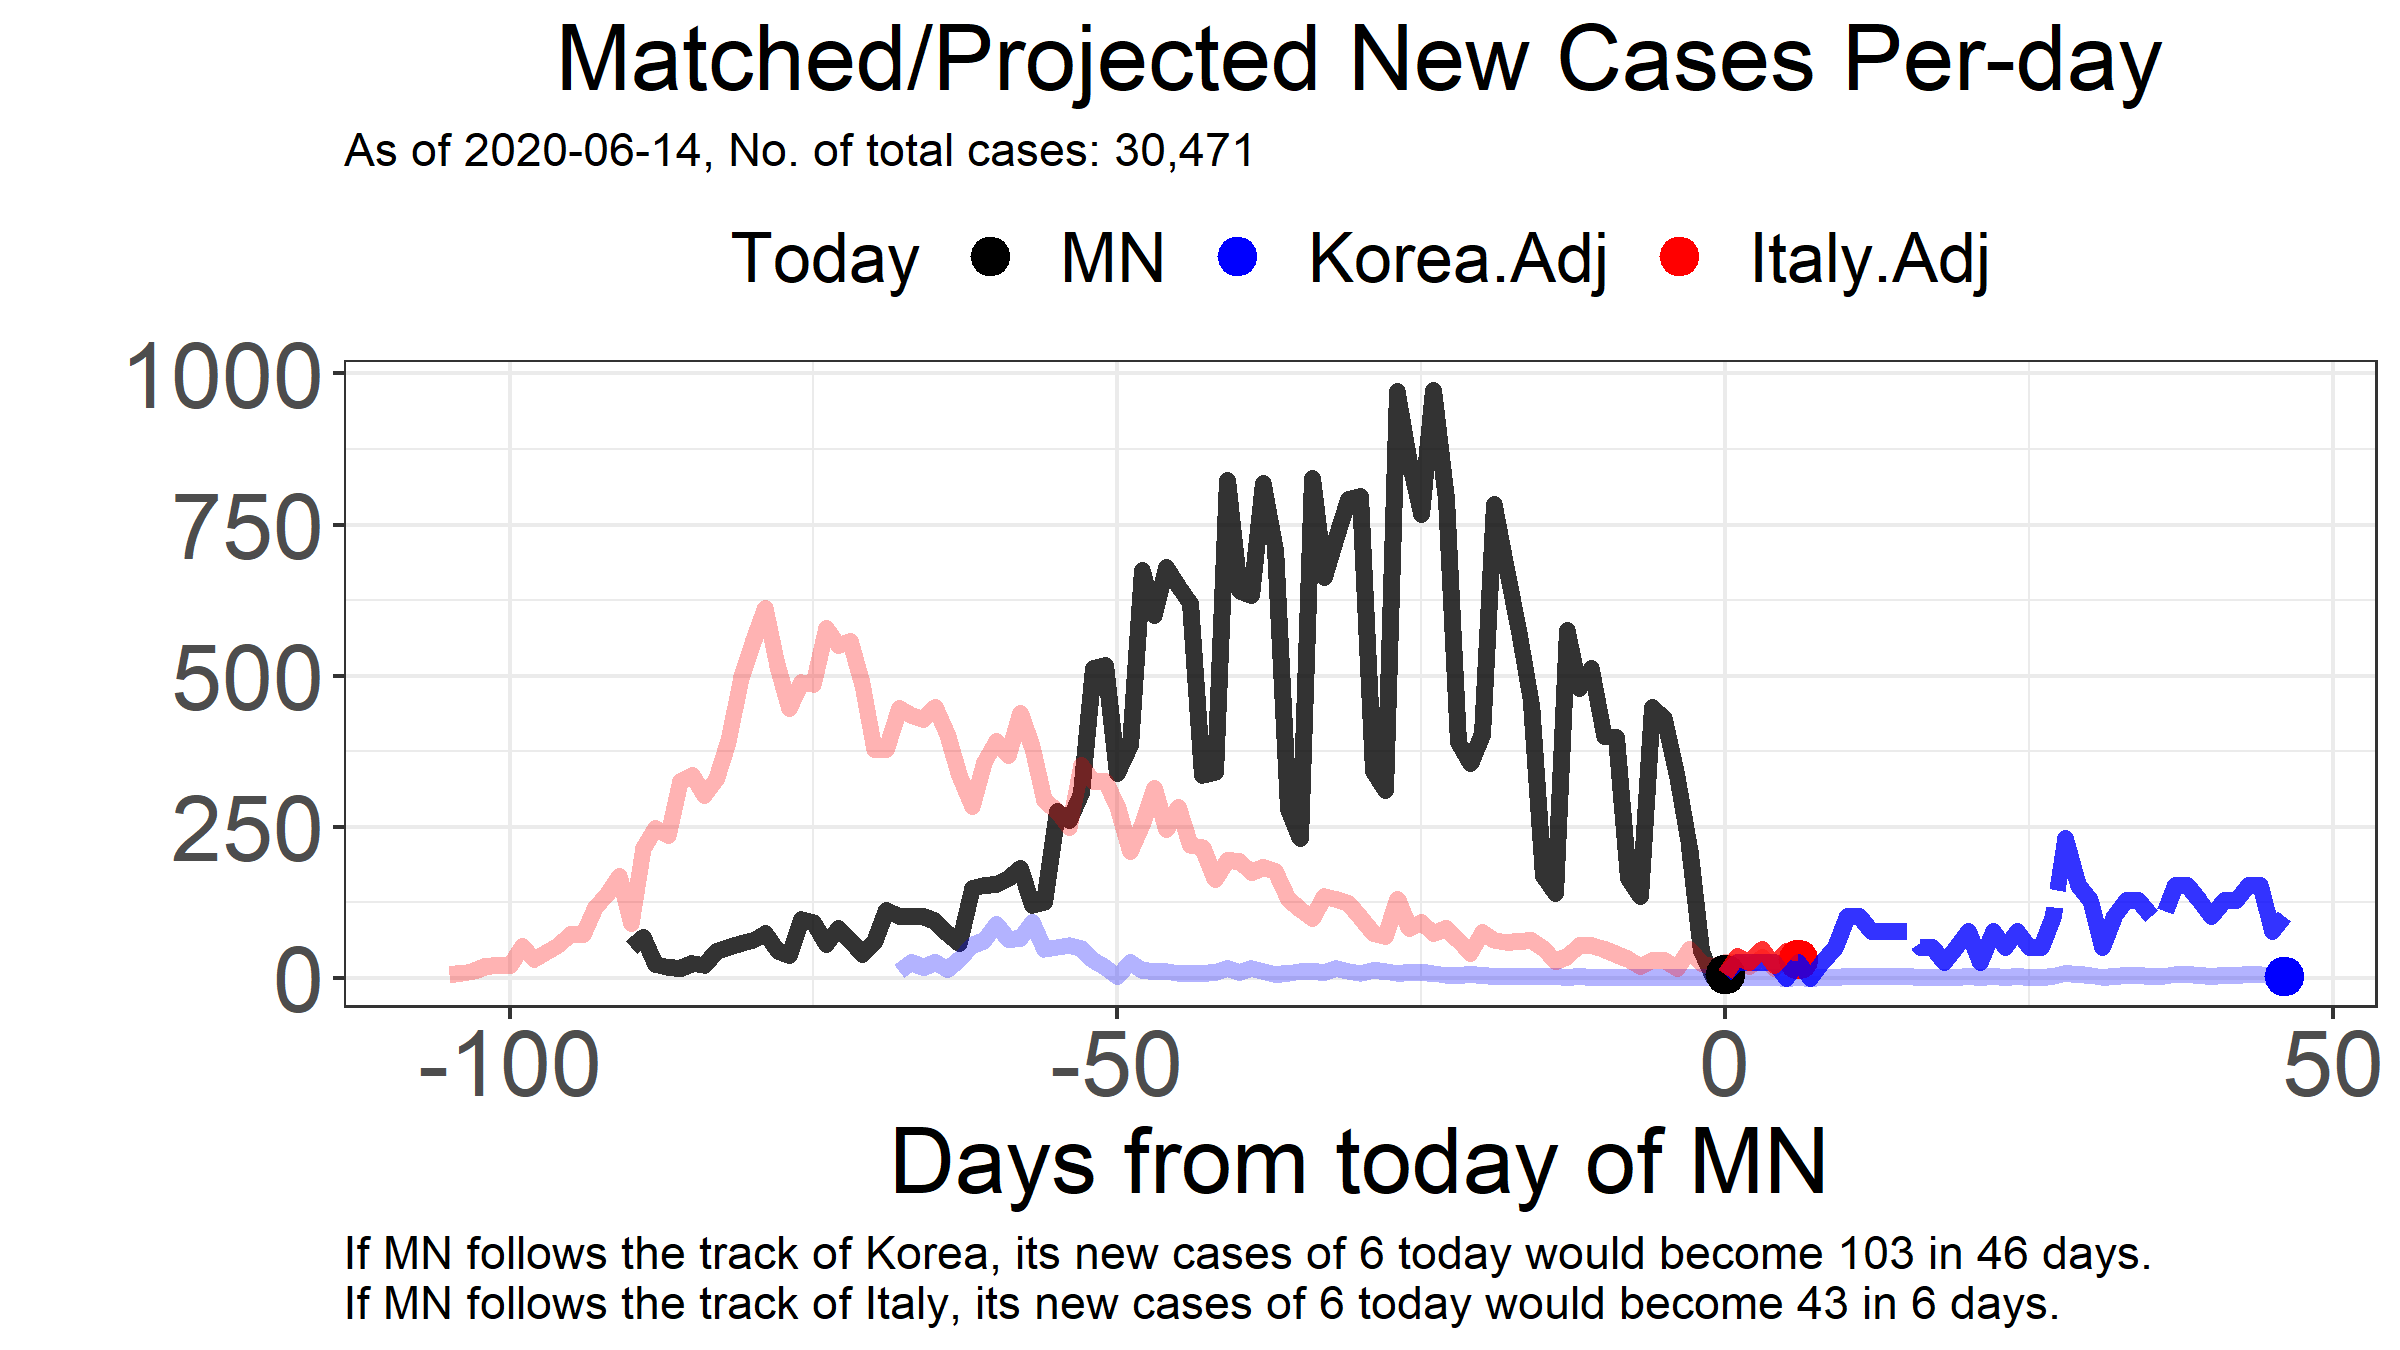 Matched/Projected New Cases Per-day
As of 2020-06-14, No. of total cases: 30,471
Today MN Korea.Adj Italy.Adj
1000
750
500
250
0
-100 -50 0 50
Days from today of MN
If MN follows the track of Korea, its new cases of 6 today would become 103 in 46 days.
If MN follows the track of Italy, its new cases of 6 today would become 43 in 6 days.